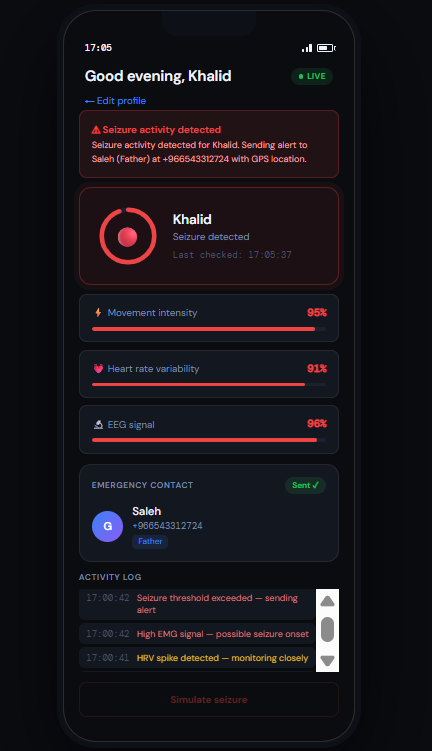 17:05
Good evening, Khalid
LIVE
← Edit profile
⚠ Seizure activity detected
Seizure activity detected for Khalid. Sending alert to
Saleh (Father) at +966543312724 with GPS location.
Khalid
Seizure detected
Last checked: 17:05:37
Movement intensity 95%
Heart rate variability 91%
EEG signal 96%
EMERGENCY CONTACT Sent ✓
G
Saleh
+966543312724
Father
ACTIVITY LOG
17:00:42 Seizure threshold exceeded — sending
alert
17:00:42 High EMG signal — possible seizure onset
17:00:41 HRV spike detected — monitoring closely
Simulate seizure